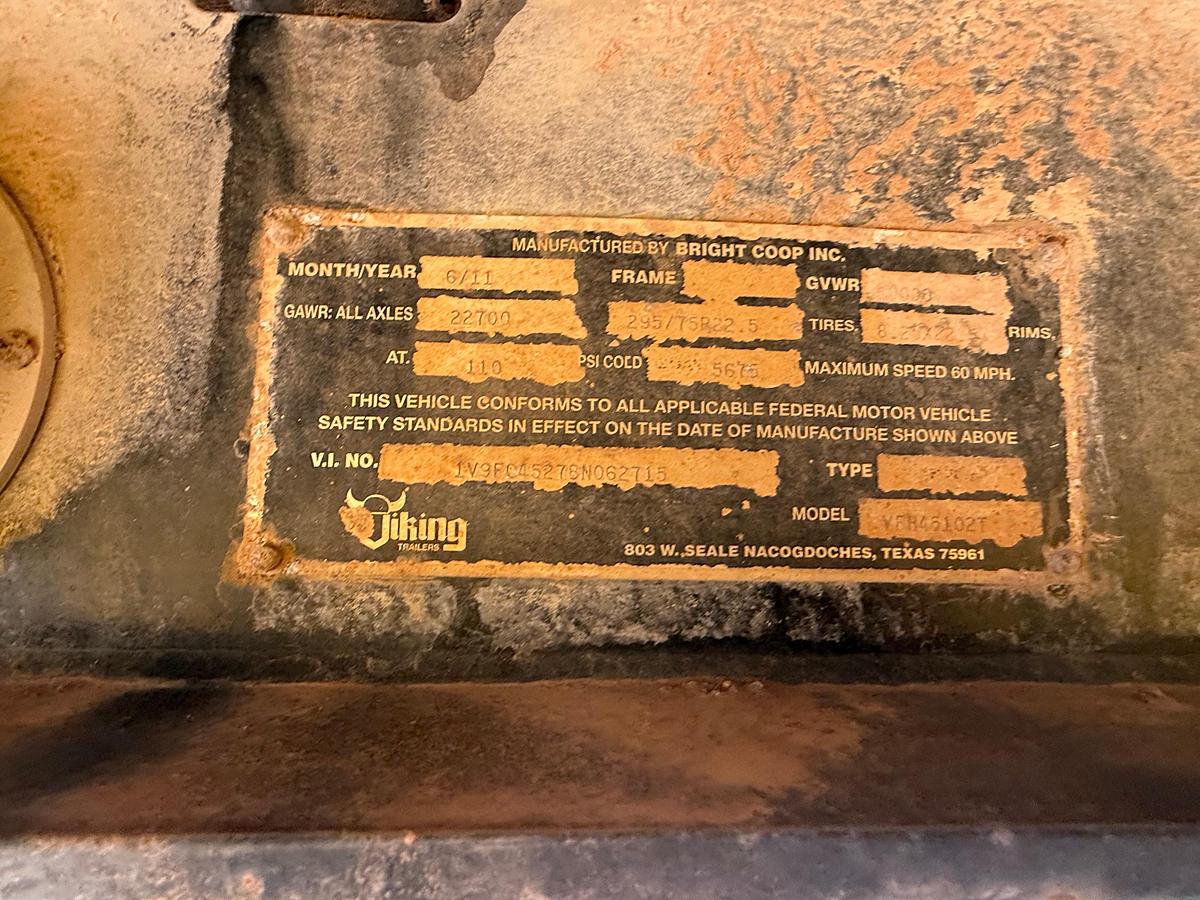 MANUFACTURED BY BRIGHT COOP INC.
MONTH/YEAR 6/11 FRAME GVWR
GAWR: ALL AXLES 22700 295/75R22.5 TIRES, RIMS,
AT. 110 PSI COLD 5675 MAXIMUM SPEED 60 MPH.
THIS VEHICLE CONFORMS TO ALL APPLICABLE FEDERAL MOTOR VEHICLE
SAFETY STANDARDS IN EFFECT ON THE DATE OF MANUFACTURE SHOWN ABOVE
V.I. NO. 1V9FC45278N062715 TYPE
Viking MODEL VFH45102T
TRAILERS 803 W. SEALE NACOGDOCHES, TEXAS 75961